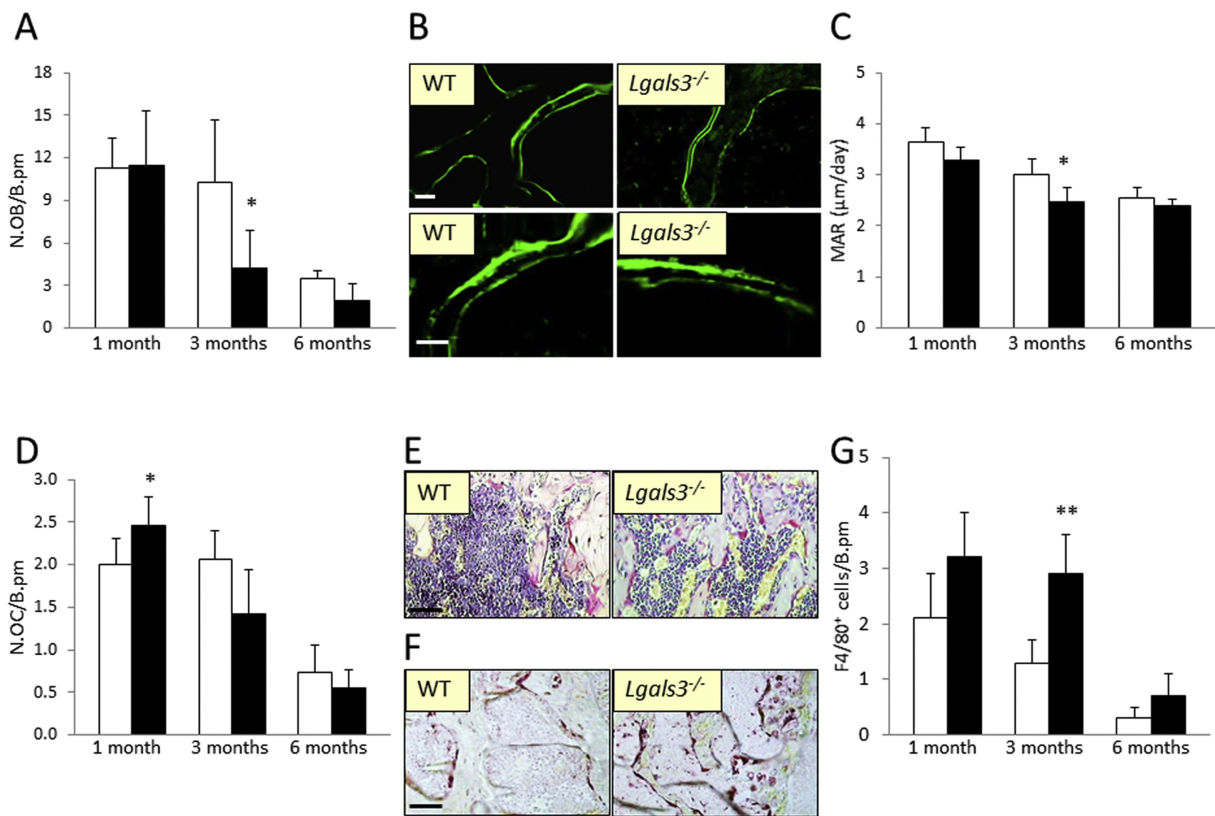 A
N.OB/B.pm
18
15
12
9
6
3
0
*
1 month 3 months 6 months
B
WT
Lgals3-/-
WT
Lgals3-/-
C
MAR (µm/day)
5
4
3
2
1
0
*
1 month 3 months 6 months
D
N.OC/B.pm
3.0
2.5
2.0
1.5
1.0
0.5
0.0
*
1 month 3 months 6 months
E
WT
Lgals3-/-
F
WT
Lgals3-/-
G
F4/80+ cells/B.pm
5
4
3
2
1
0
**
1 month 3 months 6 months